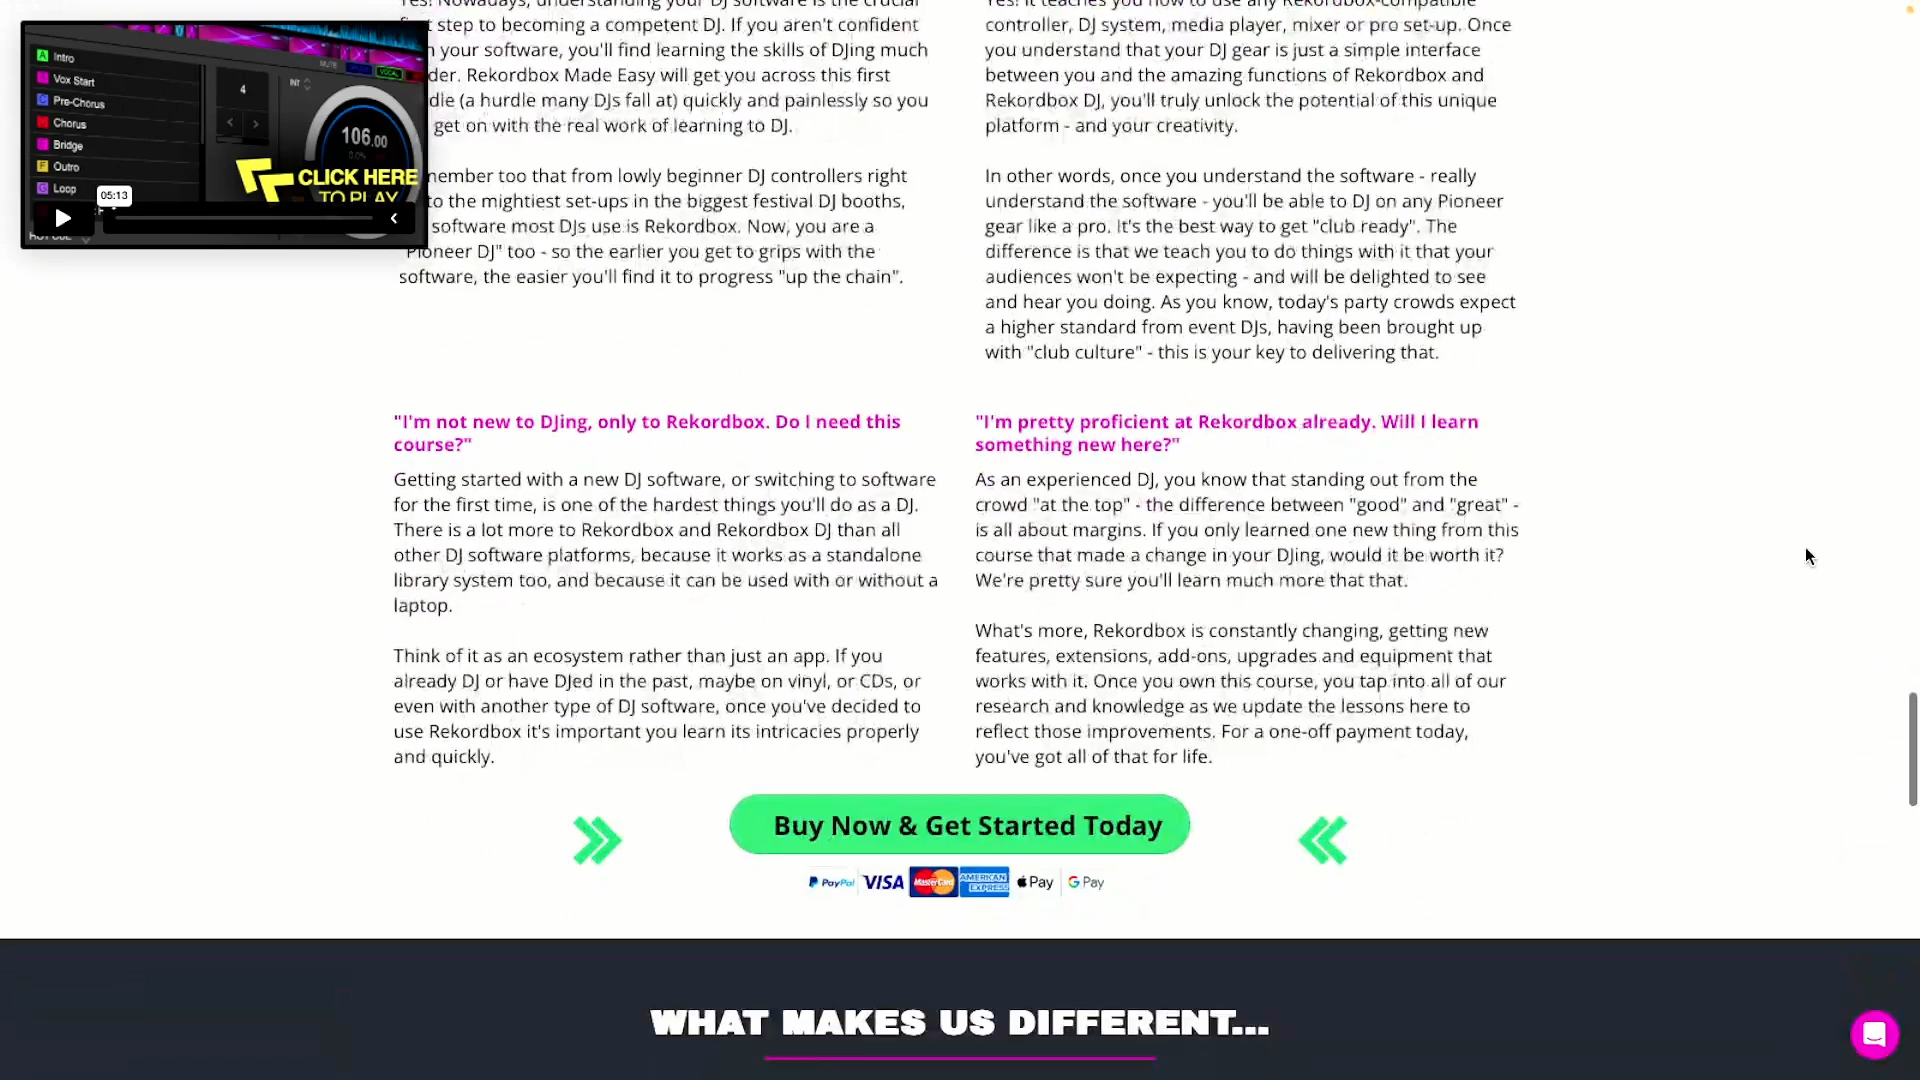 Yes! Nowadays, understanding your DJ software is the crucial
step to becoming a competent DJ. If you aren't confident
your software, you'll find learning the skills of DJing much
der. Rekordbox Made Easy will get you across this first
dle (a hurdle many DJs fall at) quickly and painlessly so you
get on with the real work of learning to DJ.
member too that from lowly beginner DJ controllers right
to the mightiest set-ups in the biggest festival DJ booths,
software most DJs use is Rekordbox. Now, you are a
"Pioneer DJ" too - so the earlier you get to grips with the
software, the easier you'll find it to progress "up the chain".
Yes! It teaches you how to use any Rekordbox-compatible
controller, DJ system, media player, mixer or pro set-up. Once
you understand that your DJ gear is just a simple interface
between you and the amazing functions of Rekordbox and
Rekordbox DJ, you'll truly unlock the potential of this unique
platform - and your creativity.
In other words, once you understand the software - really
understand the software - you'll be able to DJ on any Pioneer
gear like a pro. It's the best way to get "club ready". The
difference is that we teach you to do things with it that your
audiences won't be expecting - and will be delighted to see
and hear you doing. As you know, today's party crowds expect
a higher standard from event DJs, having been brought up
with "club culture" - this is your key to delivering that.
A Intro
Vox Start
C Pre-Chorus
Chorus
Bridge
F Outro
G Loop
4
MUTE
VOCAL
INT
106.00
0.0%
CLICK HERE
TO PLAY
05:13
HOT CUE
"I'm not new to DJing, only to Rekordbox. Do I need this
course?"
Getting started with a new DJ software, or switching to software
for the first time, is one of the hardest things you'll do as a DJ.
There is a lot more to Rekordbox and Rekordbox DJ than all
other DJ software platforms, because it works as a standalone
library system too, and because it can be used with or without a
laptop.
Think of it as an ecosystem rather than just an app. If you
already DJ or have DJed in the past, maybe on vinyl, or CDs, or
even with another type of DJ software, once you've decided to
use Rekordbox it's important you learn its intricacies properly
and quickly.
"I'm pretty proficient at Rekordbox already. Will I learn
something new here?"
As an experienced DJ, you know that standing out from the
crowd "at the top" - the difference between "good" and "great" -
is all about margins. If you only learned one new thing from this
course that made a change in your DJing, would it be worth it?
We're pretty sure you'll learn much more that that.
What's more, Rekordbox is constantly changing, getting new
features, extensions, add-ons, upgrades and equipment that
works with it. Once you own this course, you tap into all of our
research and knowledge as we update the lessons here to
reflect those improvements. For a one-off payment today,
you've got all of that for life.
Buy Now & Get Started Today
PayPal VISA MasterCard AMERICAN EXPRESS Pay G Pay
WHAT MAKES US DIFFERENT...